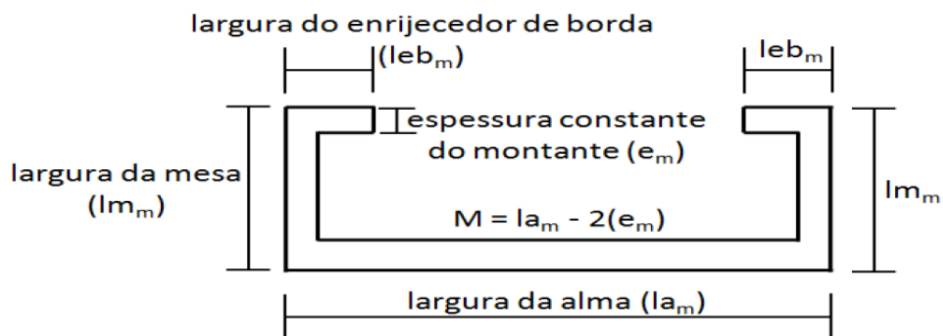 largura do enrijecedor de borda
(lebₘ)
lebₘ
espessura constante
do montante (eₘ)
largura da mesa
(lmₘ)
lmₘ
M = laₘ - 2(eₘ)
largura da alma (laₘ)